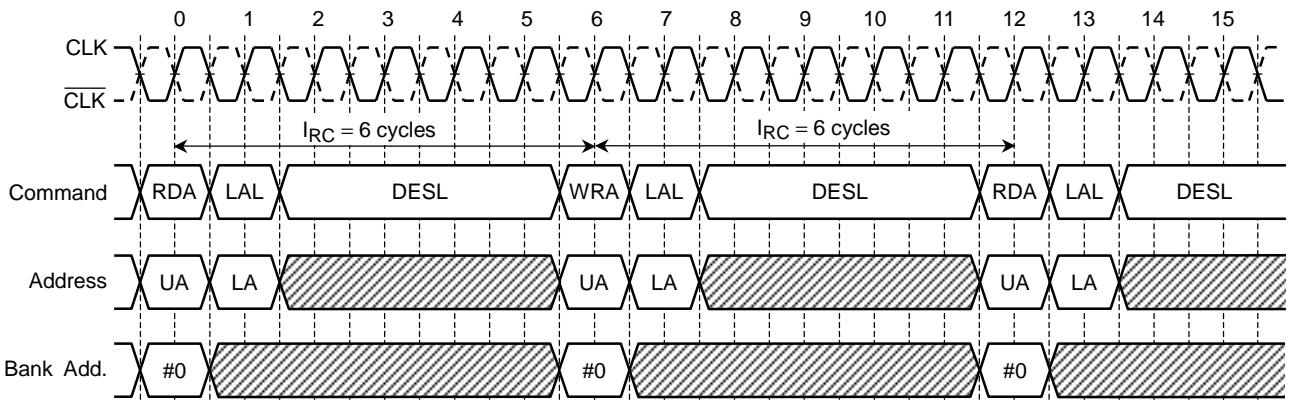 0 1 2 3 4 5 6 7 8 9 10 11 12 13 14 15
CLK
CLK
IRC = 6 cycles IRC = 6 cycles
Command RDA LAL DESL WRA LAL DESL RDA LAL DESL
Address UA LA UA LA UA LA
Bank Add. #0 #0 #0